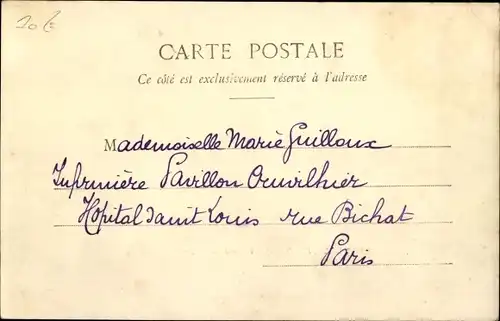 20 €
CARTE POSTALE
Ce côté est exclusivement réservé à l'adresse
Mademoiselle Marie Guilloux
Infirmière Pavillon Cruvilhier
Hôpital Saint Louis rue Bichat
Paris